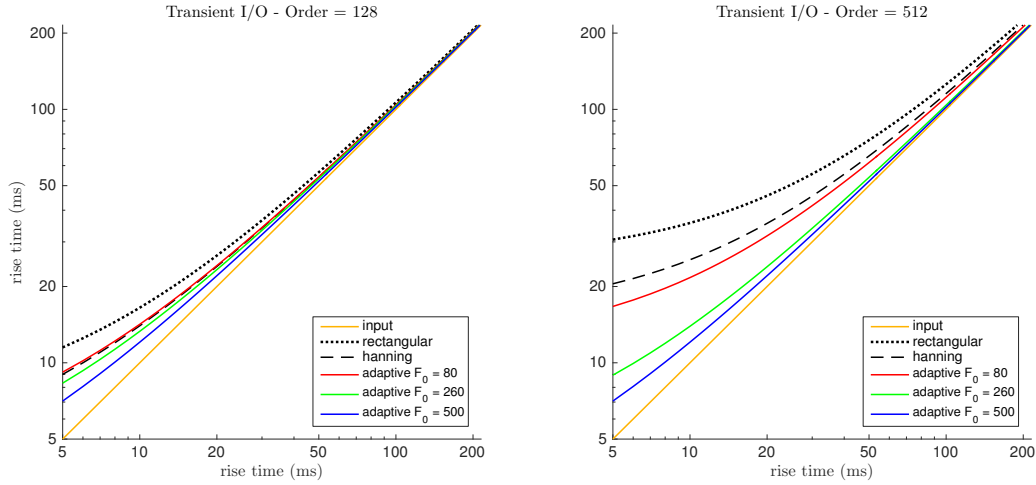 Transient I/O - Order = 128
rise time (ms)
200
100
50
20
10
5
5
10
20
50
100
200
rise time (ms)
input
rectangular
hanning
adaptive F0 = 80
adaptive F0 = 260
adaptive F0 = 500
Transient I/O - Order = 512
rise time (ms)
200
100
50
20
10
5
5
10
20
50
100
200
rise time (ms)
input
rectangular
hanning
adaptive F0 = 80
adaptive F0 = 260
adaptive F0 = 500